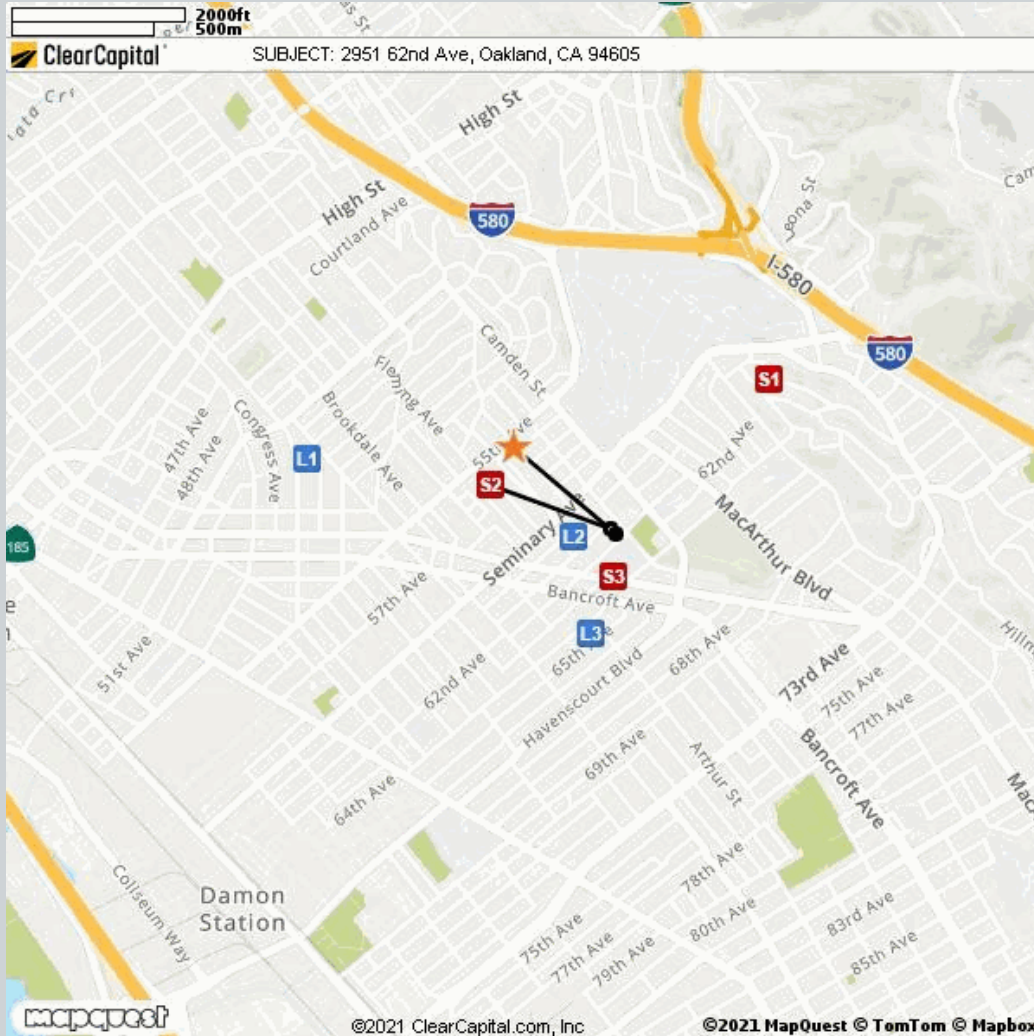 2000ft
500m
ClearCapital
SUBJECT: 2951 62nd Ave, Oakland, CA 94605
High St
High St
Courtland Ave
580
Leona St
I-580
580
Camden St
Fleming Ave
S1
47th Ave
48th Ave
Congress Ave
Brookdale Ave
55th Ave
62nd Ave
L1
S2
185
Seminary Ave
L2
MacArthur Blvd
S3
Bancroft Ave
57th Ave
L3
51st Ave
62nd Ave
65th Ave
68th Ave
Havenscourt Blvd
73rd Ave
75th Ave
77th Ave
69th Ave
Arthur St
Bancroft Ave
64th Ave
78th Ave
Coliseum Way
Damon
Station
80th Ave
83rd Ave
75th Ave
77th Ave
79th Ave
85th Ave
mapquest
©2021 ClearCapital.com, Inc
©2021 MapQuest © TomTom © Mapbox